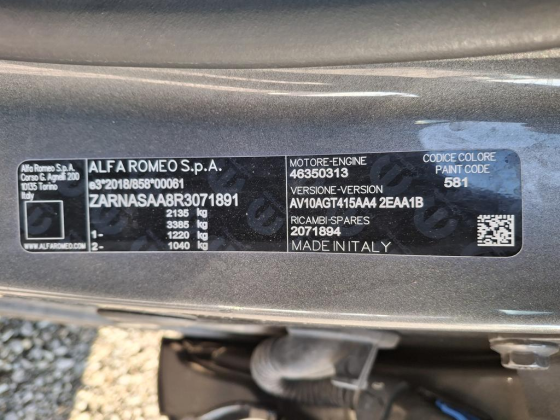 Alfa Romeo S.p.A.
Corso G. Agnelli 200
10135 Torino
Italy
WWW.ALFAROMEO.COM
ALFA ROMEO S.p.A.
e3*2018/858*00061
ZARNASAA8R3071891
2135 kg
3385 kg
1- 1220 kg
2- 1040 kg
MOTORE-ENGINE
46350313
VERSIONE-VERSION
AV10AGT415AA4 2EAA1B
RICAMBI-SPARES
2071894
MADE IN ITALY
CODICE COLORE
PAINT CODE
581